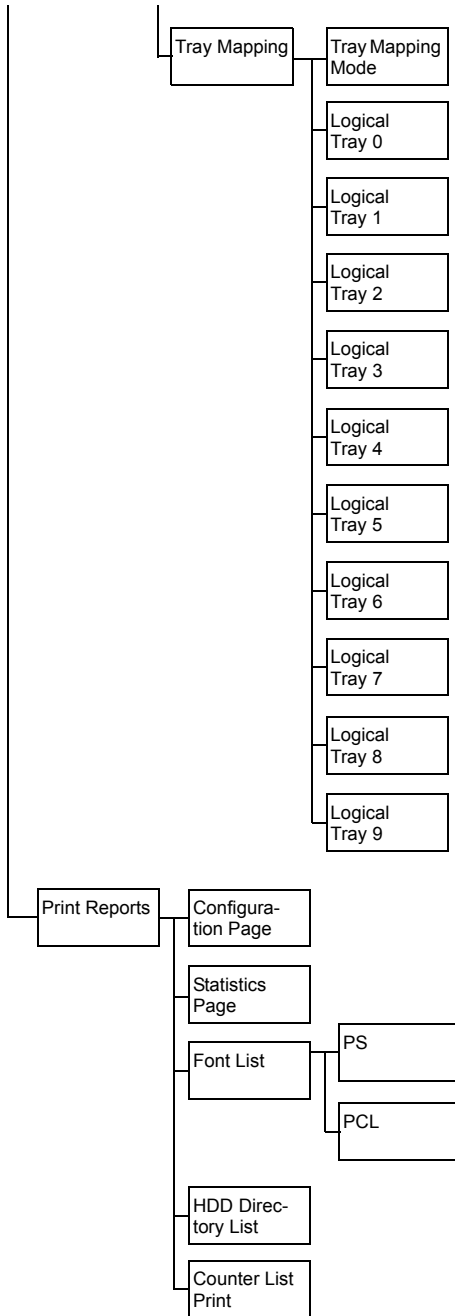 Tray Mapping
Tray Mapping
Mode
Logical
Tray 0
Logical
Tray 1
Logical
Tray 2
Logical
Tray 3
Logical
Tray 4
Logical
Tray 5
Logical
Tray 6
Logical
Tray 7
Logical
Tray 8
Logical
Tray 9
Print Reports
Configura-
tion Page
Statistics
Page
Font List
PS
PCL
HDD Direc-
tory List
Counter List
Print